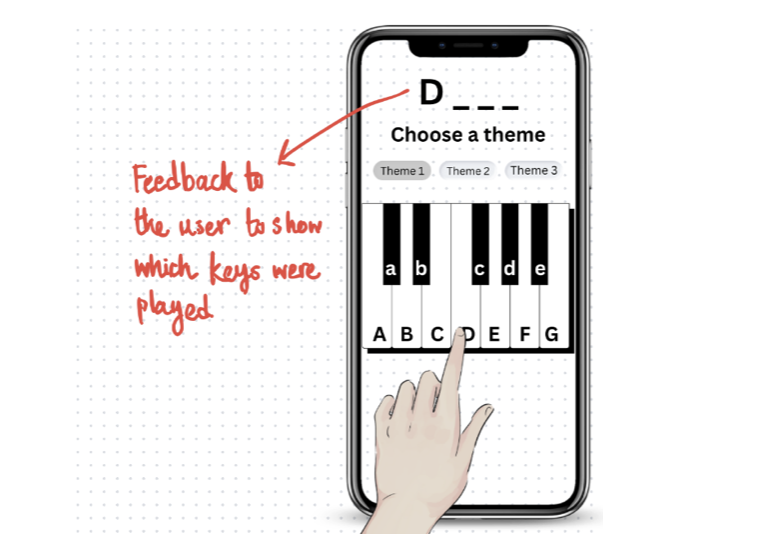 D _ _ _
Choose a theme
Theme 1 Theme 2 Theme 3
Feedback to
the user to show
which keys were
played
a b c d e
A B C D E F G